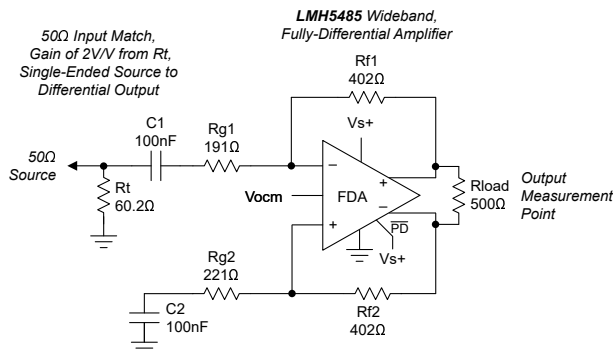 LMH5485 Wideband,
Fully-Differential Amplifier
50Ω Input Match,
Gain of 2V/V from Rt,
Single-Ended Source to
Differential Output
Rf1
402Ω
C1
100nF
Rg1
191Ω
Vs+
50Ω
Source
Rt
60.2Ω
Vocm
−
+
FDA
+
−
PD
Vs+
Rload
500Ω
Output
Measurement
Point
Rg2
221Ω
C2
100nF
Rf2
402Ω